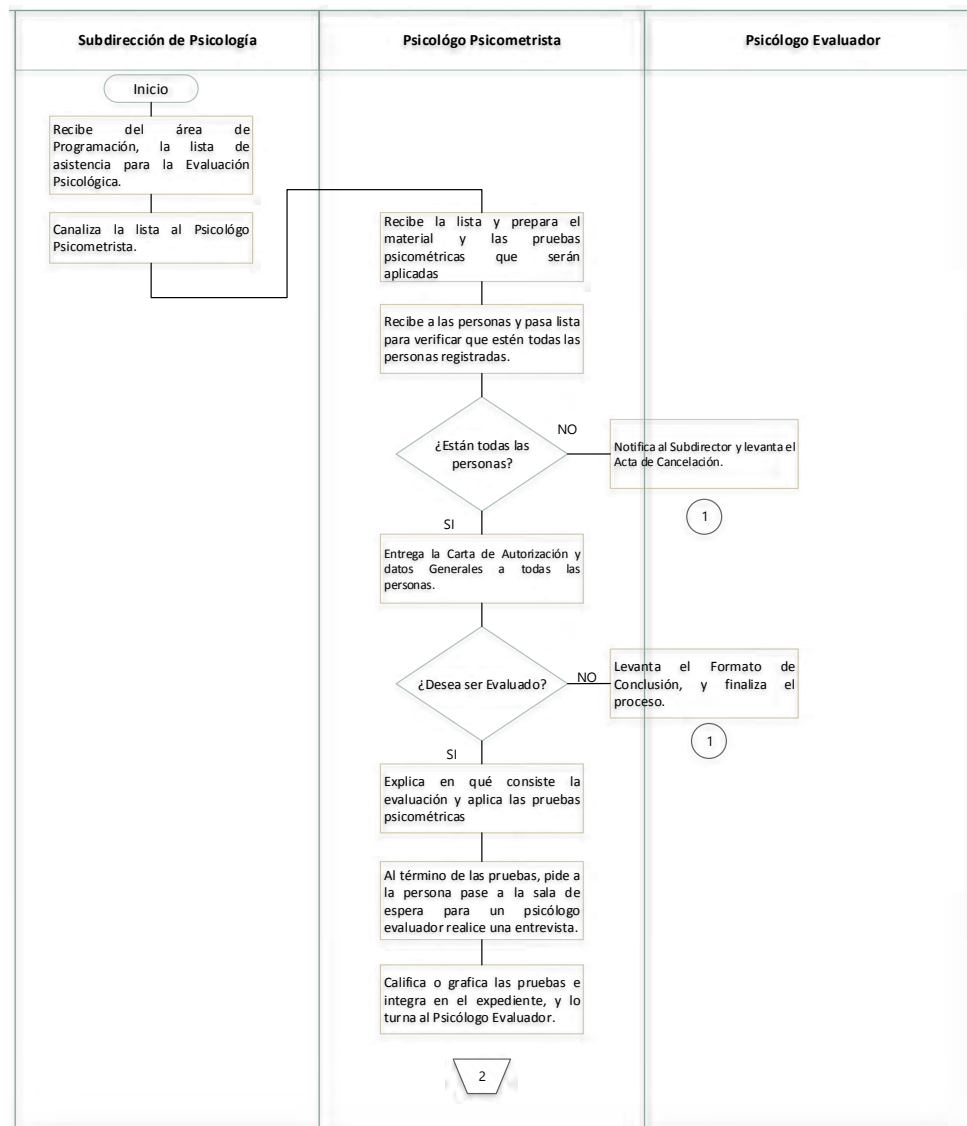 Subdirección de Psicología
Psicológo Psicometrista
Psicólogo Evaluador
Inicio
Recibe del área de
Programación, la lista de
asistencia para la Evaluación
Psicológica.
Canaliza la lista al Psicológo
Psicometrista.
Recibe la lista y prepara el
material y las pruebas
psicométricas que serán
aplicadas
Recibe a las personas y pasa lista
para verificar que estén todas las
personas registradas.
¿Están todas las
personas?
NO
Notifica al Subdirector y levanta el
Acta de Cancelación.
1
SI
Entrega la Carta de Autorización y
datos Generales a todas las
personas.
¿Desea ser Evaluado?
NO
Levanta el Formato de
Conclusión, y finaliza el
proceso.
1
SI
Explica en qué consiste la
evaluación y aplica las pruebas
psicométricas
Al término de las pruebas, pide a
la persona pase a la sala de
espera para un psicólogo
evaluador realice una entrevista.
Califica o grafica las pruebas e
integra en el expediente, y lo
turna al Psicólogo Evaluador.
2